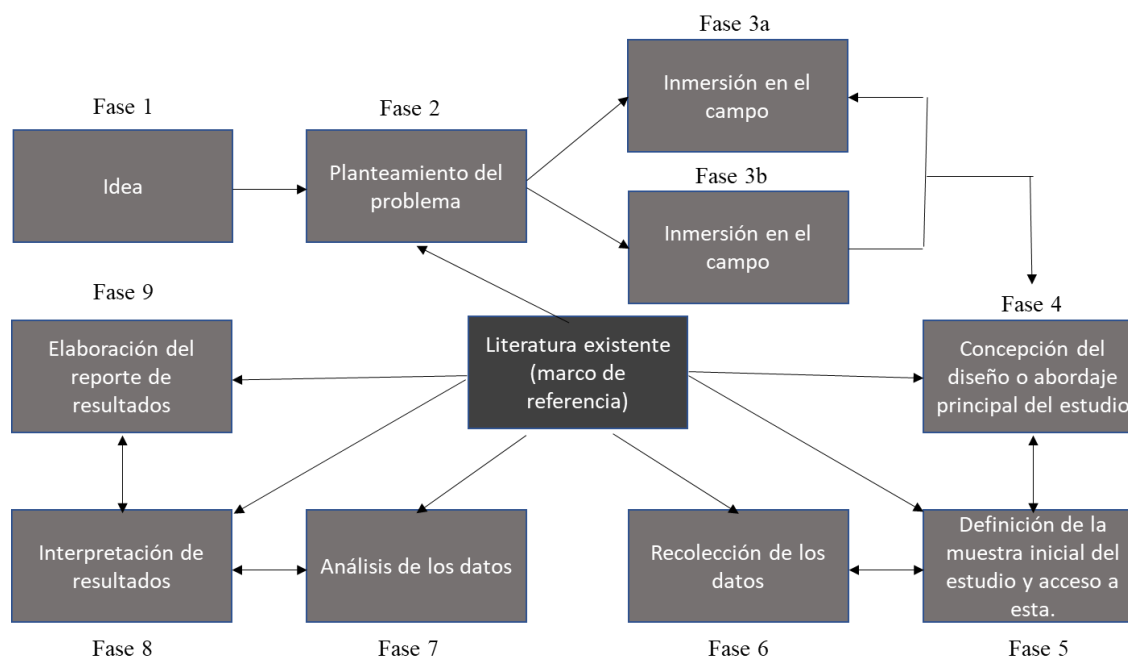 Fase 3a
Inmersión en el
campo
Fase 1
Idea
Fase 2
Planteamiento del
problema
Fase 3b
Inmersión en el
campo
Fase 9
Elaboración del
reporte de
resultados
Literatura existente
(marco de
referencia)
Fase 4
Concepción del
diseño o abordaje
principal del estudio
Interpretación de
resultados
Fase 8
Análisis de los datos
Fase 7
Recolección de los
datos
Fase 6
Definición de la
muestra inicial del
estudio y acceso a
esta.
Fase 5